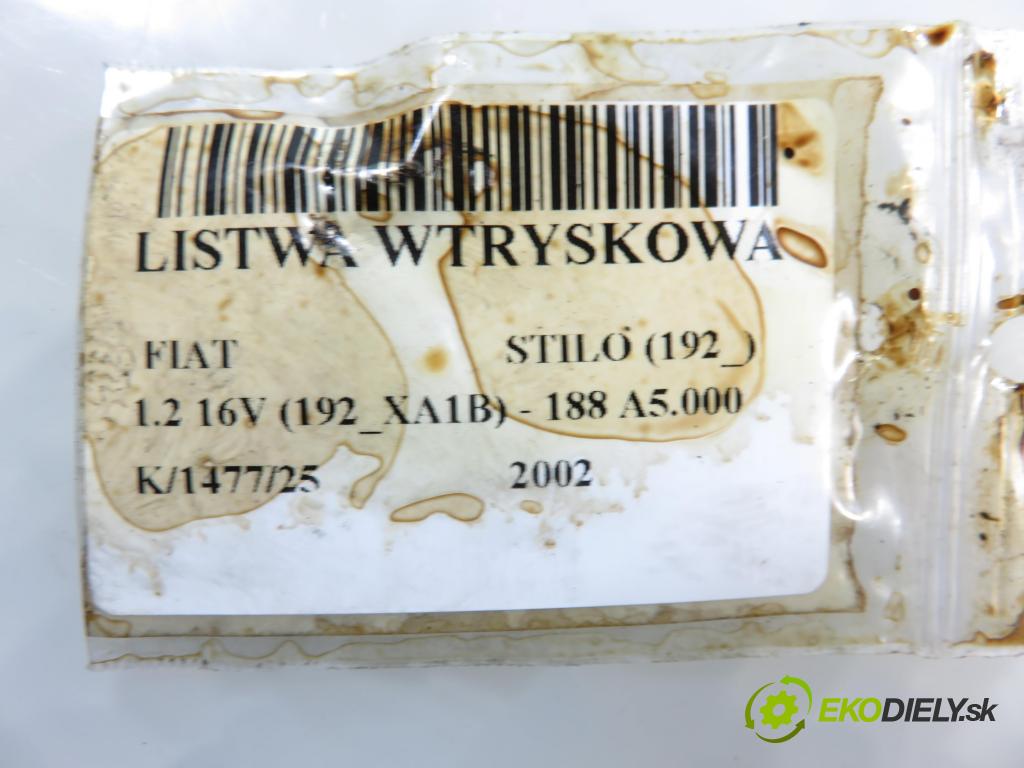 LISTWA WTRYSKOWA
FIAT STILO (192_)
1.2 16V (192_XA1B) - 188 A5.000
K/1477/25 2002
EKODIELY.sk